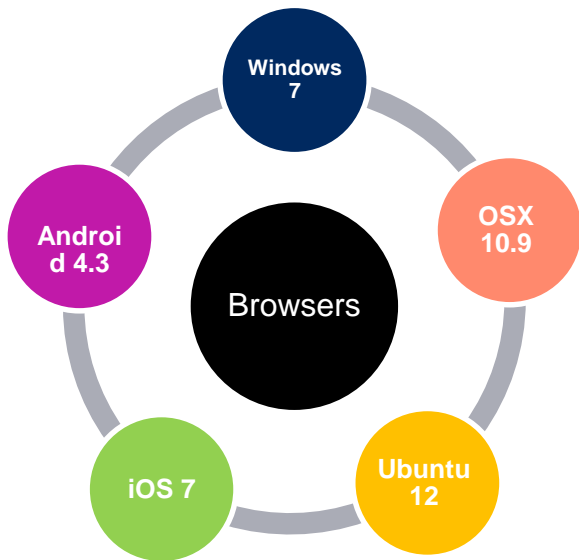 Windows
7
OSX
10.9
Androi
d 4.3
Browsers
Ubuntu
12
iOS 7